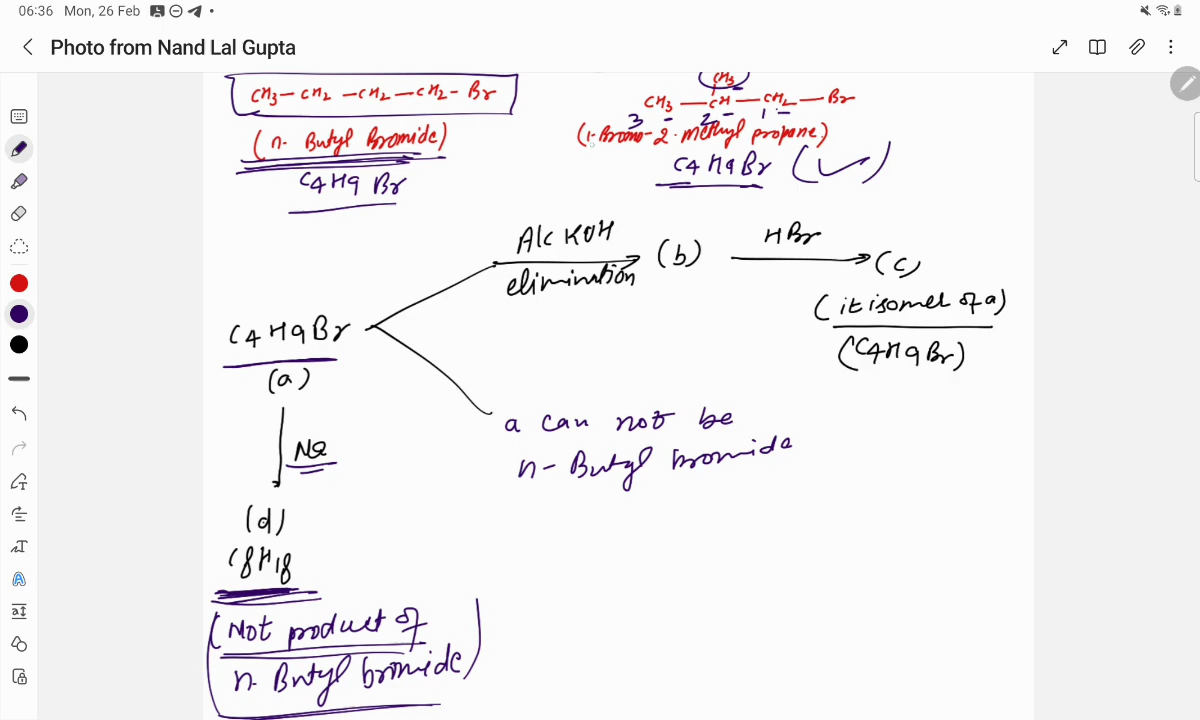 06:36 Mon, 26 Feb
Photo from Nand Lal Gupta
CH3
CH3 — CH2 — CH2 — CH2 - Br
CH3 — CH — CH2 — Br
3 2 1
(n. Butyl Bromide)
(1-Bromo-2-methyl propane)
C4H9Br
C4H9Br
Alc KOH
elimination
(b)
HBr
(c)
(it isomer of a)
(C4H9Br)
C4H9Br
(a)
a can not be
n-Butyl bromide
Na
(d)
C8H18
(Not product of
n. Butyl bromide)